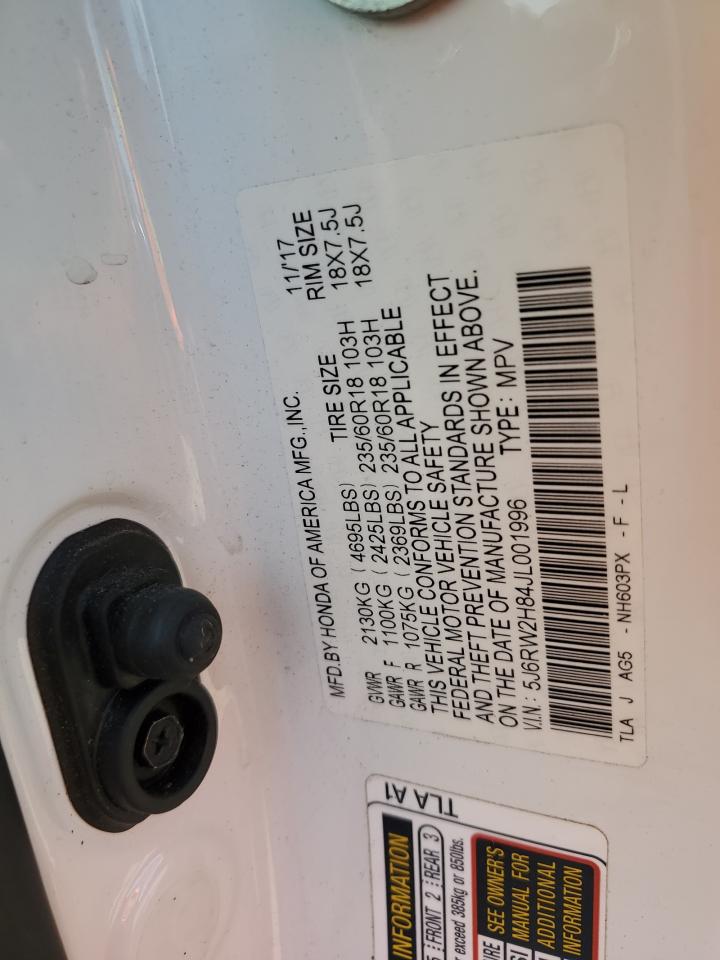 MFD.BY HONDA OF AMERICA MFG.,INC. 11/'17
TIRE SIZE RIM SIZE
GVWR 2130KG (4695LBS) 235/60R18 103H 18X7.5J
GAWR F 1100KG (2425LBS) 235/60R18 103H 18X7.5J
GAWR R 1075KG (2369LBS)
THIS VEHICLE CONFORMS TO ALL APPLICABLE
FEDERAL MOTOR VEHICLE SAFETY
AND THEFT PREVENTION STANDARDS IN EFFECT
ON THE DATE OF MANUFACTURE SHOWN ABOVE.
V.I.N.: 5J6RW2H84JL001996 TYPE: MPV
TLA J AG5 - NH603PX - F - L
TLA A1
INFORMATION
5 FRONT 2 REAR 3
exceed 385kg or 850lbs.
SEE OWNER'S
MANUAL FOR
ADDITIONAL
INFORMATION